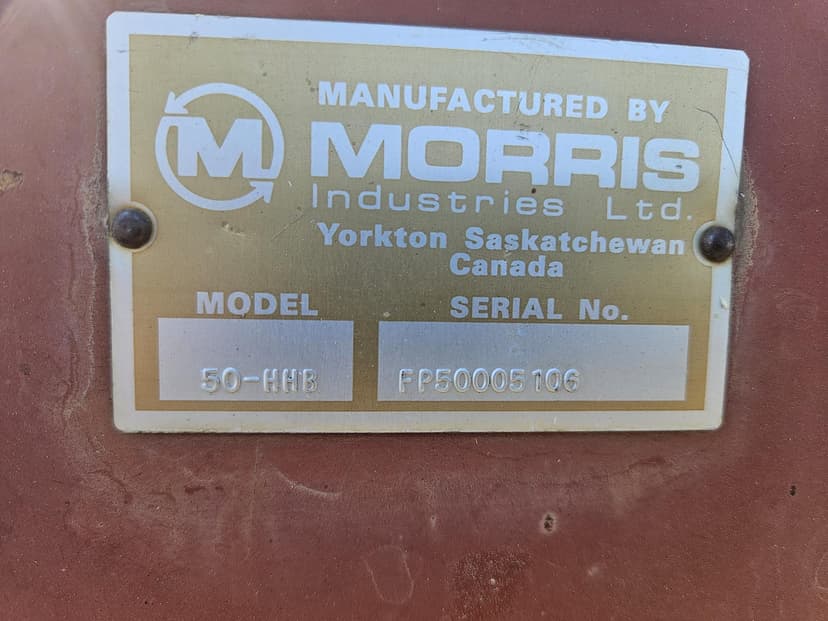 M
MANUFACTURED BY
MORRIS
Industries Ltd.
Yorkton Saskatchewan
Canada
MODEL SERIAL No.
50-HHB FP50005106